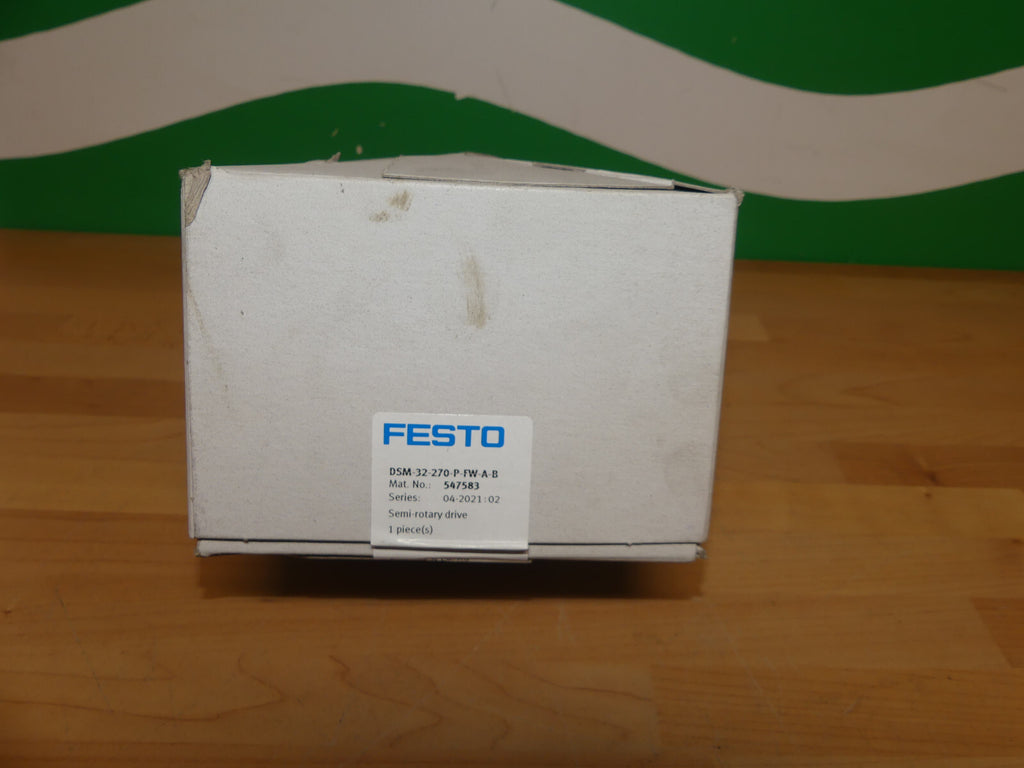 FESTO
DSM-32-270-P-FW-A-B
Mat. No.: 547583
Series: 04-2021:02
Semi-rotary drive
1 piece(s)